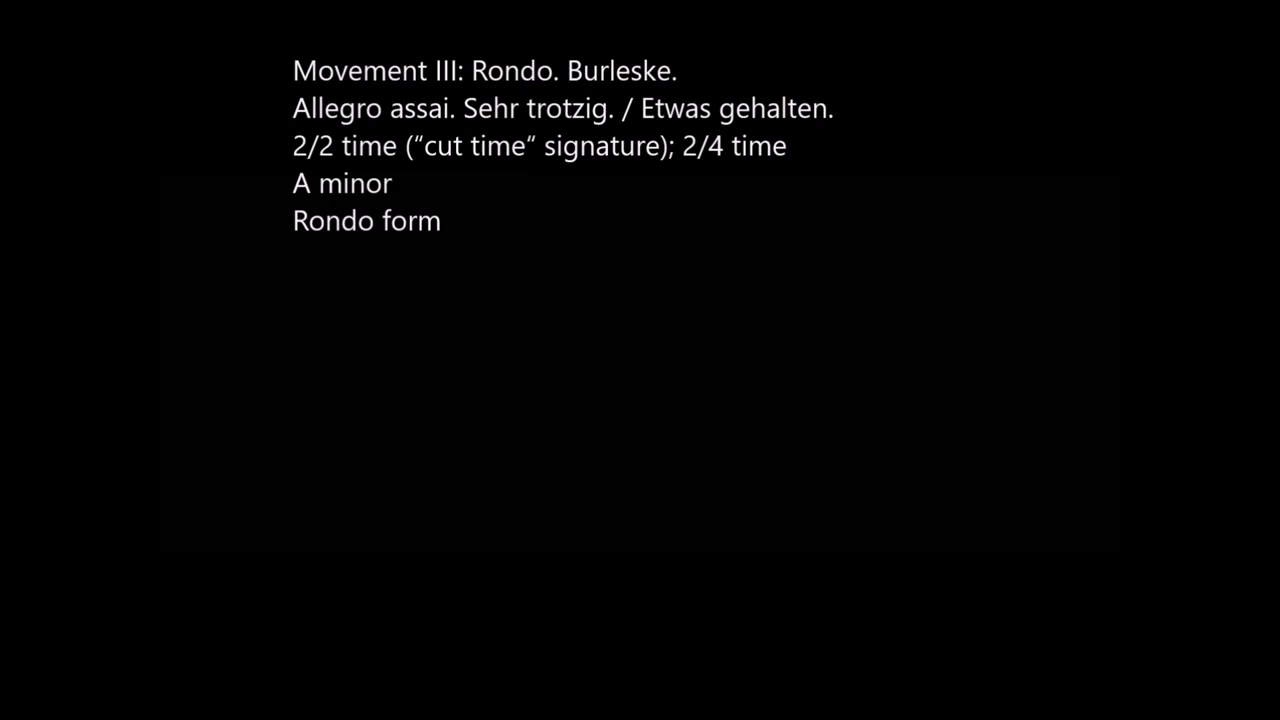 Movement III: Rondo. Burleske.
Allegro assai. Sehr trotzig. / Etwas gehalten.
2/2 time (“cut time“ signature); 2/4 time
A minor
Rondo form